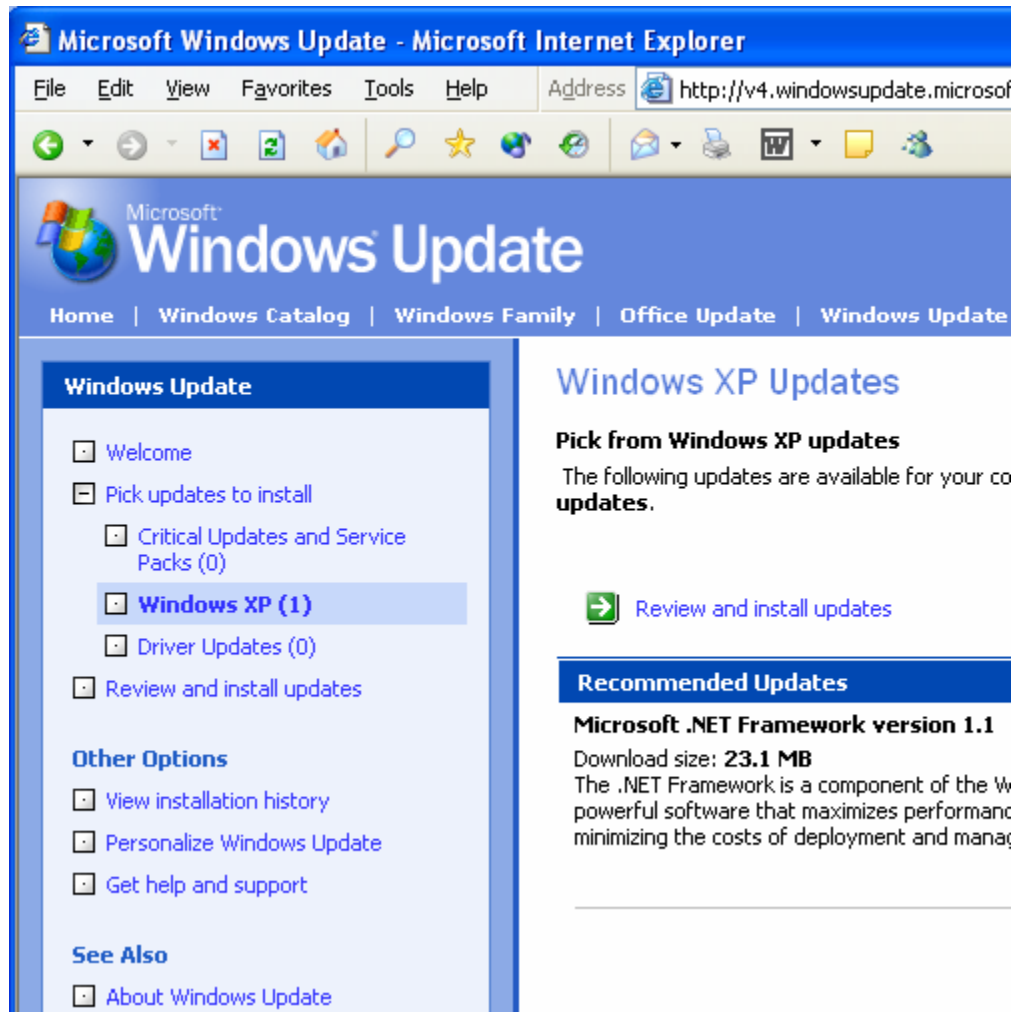 Microsoft Windows Update - Microsoft Internet Explorer
File Edit View Favorites Tools Help Address http://v4.windowsupdate.microsof
Microsoft
Windows Update
Home | Windows Catalog | Windows Family | Office Update | Windows Update
Windows Update
Welcome
Pick updates to install
Critical Updates and Service
Packs (0)
Windows XP (1)
Driver Updates (0)
Review and install updates
Other Options
View installation history
Personalize Windows Update
Get help and support
See Also
About Windows Update
Windows XP Updates
Pick from Windows XP updates
The following updates are available for your co
updates.
Review and install updates
Recommended Updates
Microsoft .NET Framework version 1.1
Download size: 23.1 MB
The .NET Framework is a component of the W
powerful software that maximizes performanc
minimizing the costs of deployment and manag